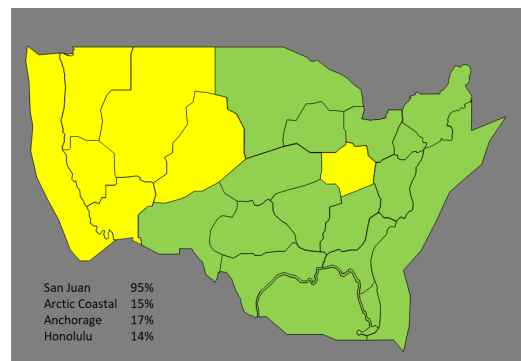 San Juan 95%
Arctic Coastal 15%
Anchorage 17%
Honolulu 14%